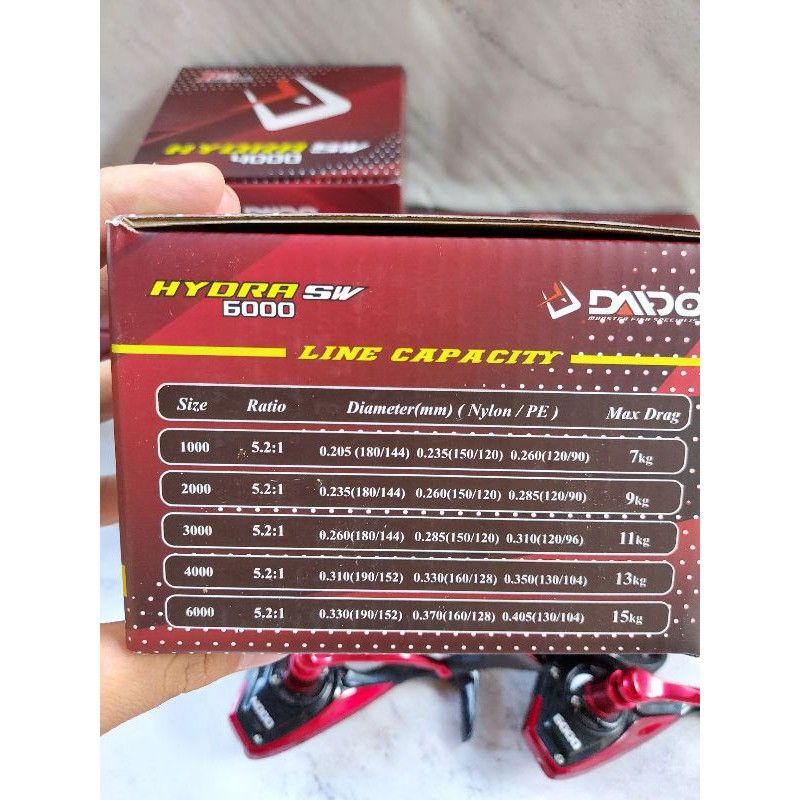 HYDRA SW
4000
HYDRA SW
6000
DAIDO
MONSTER FISH SPECIALIS
LINE CAPACITY
Size Ratio Diameter(mm) ( Nylon / PE ) Max Drag
1000 5.2:1 0.205 (180/144) 0.235(150/120) 0.260(120/90) 7kg
2000 5.2:1 0.235(180/144) 0.260(150/120) 0.285(120/90) 9kg
3000 5.2:1 0.260(180/144) 0.285(150/120) 0.310(120/96) 11kg
4000 5.2:1 0.310(190/152) 0.330(160/128) 0.350(130/104) 13kg
6000 5.2:1 0.330(190/152) 0.370(160/128) 0.405(130/104) 15kg